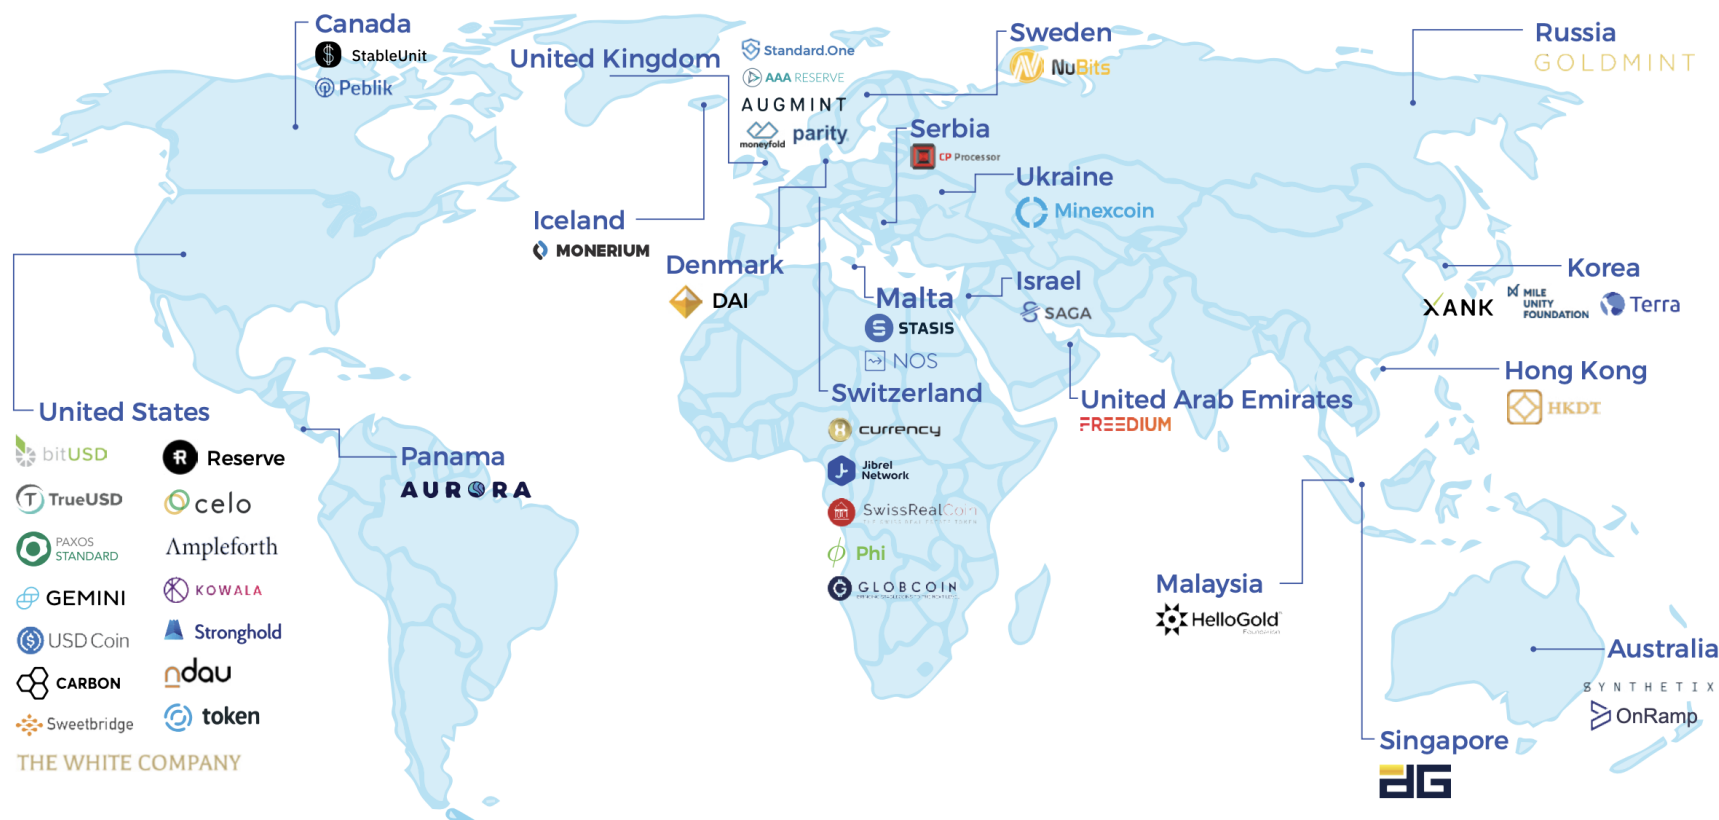 Canada
StableUnit
Peblik
United Kingdom
Standard.One
AAA RESERVE
AUGMINT
moneyfold
parity
Sweden
NuBits
Russia
GOLDMINT
Serbia
CP Processor
Ukraine
Minexcoin
Iceland
MONERIUM
Denmark
DAI
Malta
STASIS
NOS
Israel
SAGA
Korea
XANK
MILE
UNITY
FOUNDATION
Terra
Hong Kong
HKDT
United Arab Emirates
FREEDIUM
Switzerland
currency
Jibrel
Network
SwissRealCoin
Phi
GLOBCOIN
United States
bitUSD
Reserve
TrueUSD
celo
PAXOS
STANDARD
Ampleforth
GEMINI
KOWALA
USD Coin
Stronghold
CARBON
ndau
Sweetbridge
token
THE WHITE COMPANY
Panama
AURORA
Malaysia
HelloGold
Foundation
Australia
SYNTHETIX
OnRamp
Singapore
DG